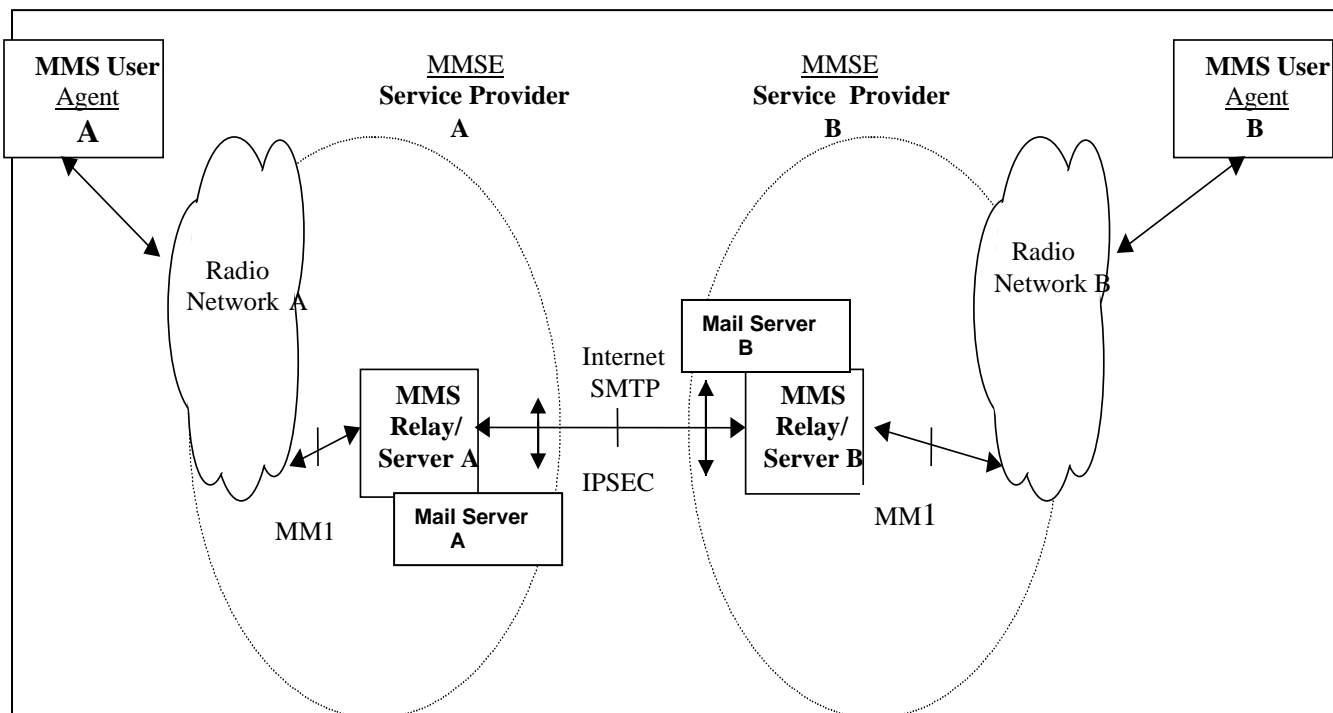 MMS User
Agent
A
MMSE
Service Provider
A
MMSE
Service Provider
B
MMS User
Agent
B
Radio
Network A
Radio
Network B
Mail Server
B
Internet
SMTP
MMS
Relay/
Server A
MMS
Relay/
Server B
IPSEC
Mail Server
A
MM1
MM1